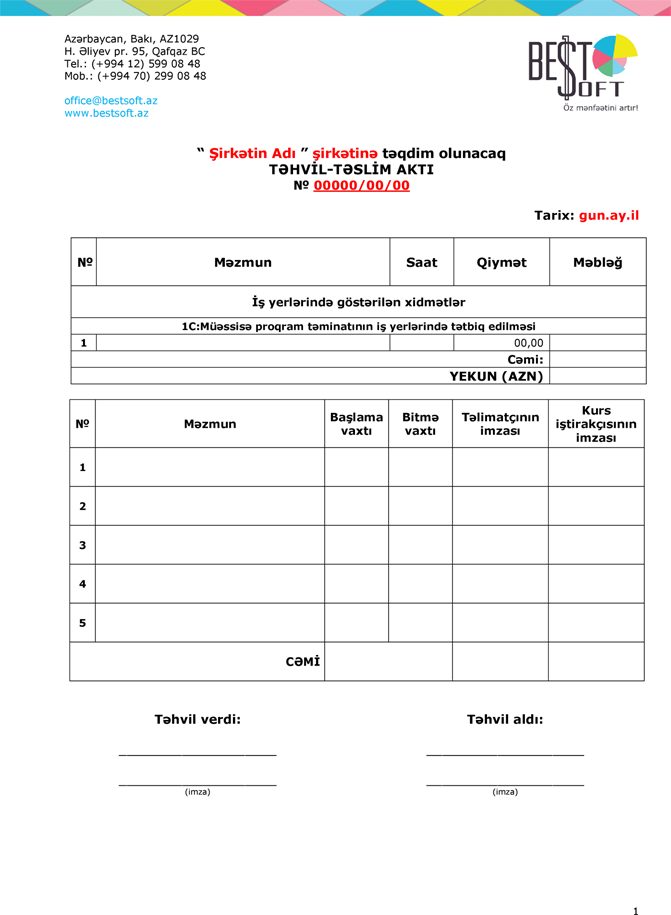 Azərbaycan, Bakı, AZ1029
H. Əliyev pr. 95, Qafqaz BC
Tel.: (+994 12) 599 08 48
Mob.: (+994 70) 299 08 48
office@bestsoft.az
www.bestsoft.az
BE$T
SOFT
Öz mənfəətini artır!
“ Şirkətin Adı ” şirkətinə təqdim olunacaq
TƏHVİL-TƏSLİM AKTI
№ 00000/00/00
Tarix: gun.ay.il
№ Məzmun Saat Qiymət Məbləğ
İş yerlərində göstərilən xidmətlər
1C:Müəssisə proqram təminatının iş yerlərində tətbiq edilməsi
1 00,00
Cəmi:
YEKUN (AZN)
№ Məzmun Başlama vaxtı Bitmə vaxtı Təlimatçının imzası Kurs iştirakçısının imzası
1
2
3
4
5
CƏMİ
Təhvil verdi: Təhvil aldı:
(imza) (imza)
1